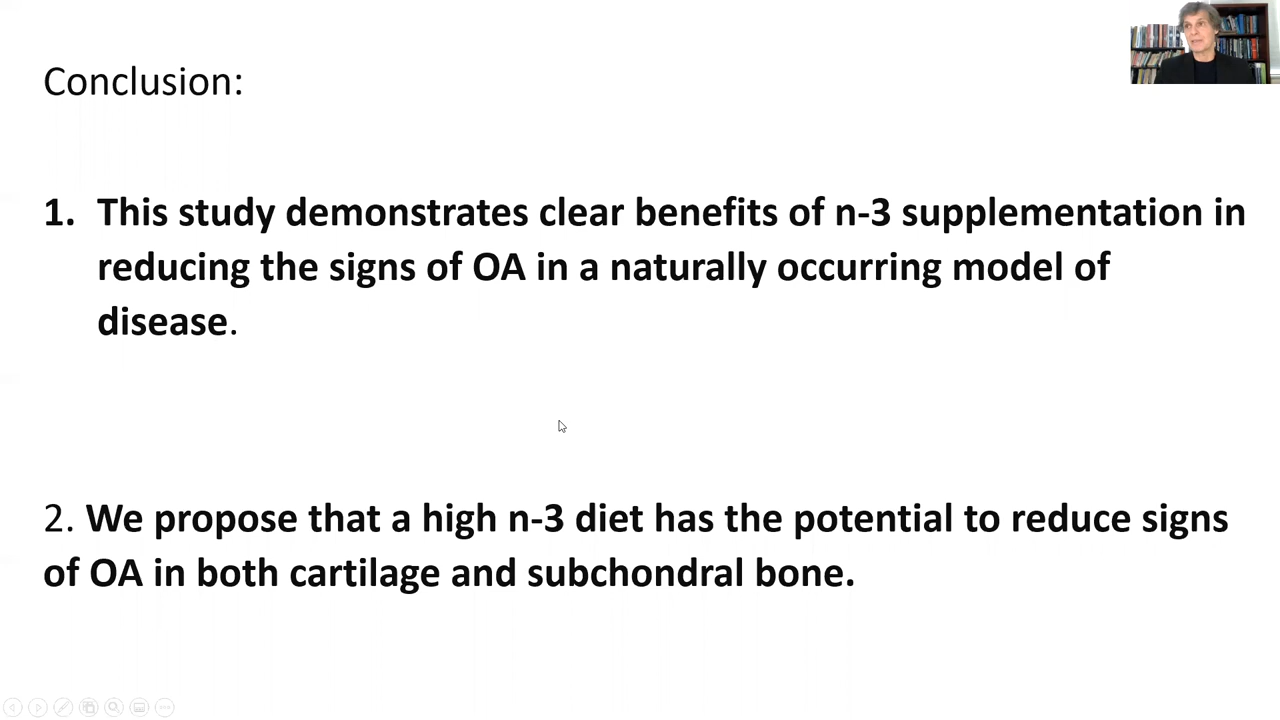 Conclusion:
1. This study demonstrates clear benefits of n-3 supplementation in
reducing the signs of OA in a naturally occurring model of
disease.
2. We propose that a high n-3 diet has the potential to reduce signs
of OA in both cartilage and subchondral bone.